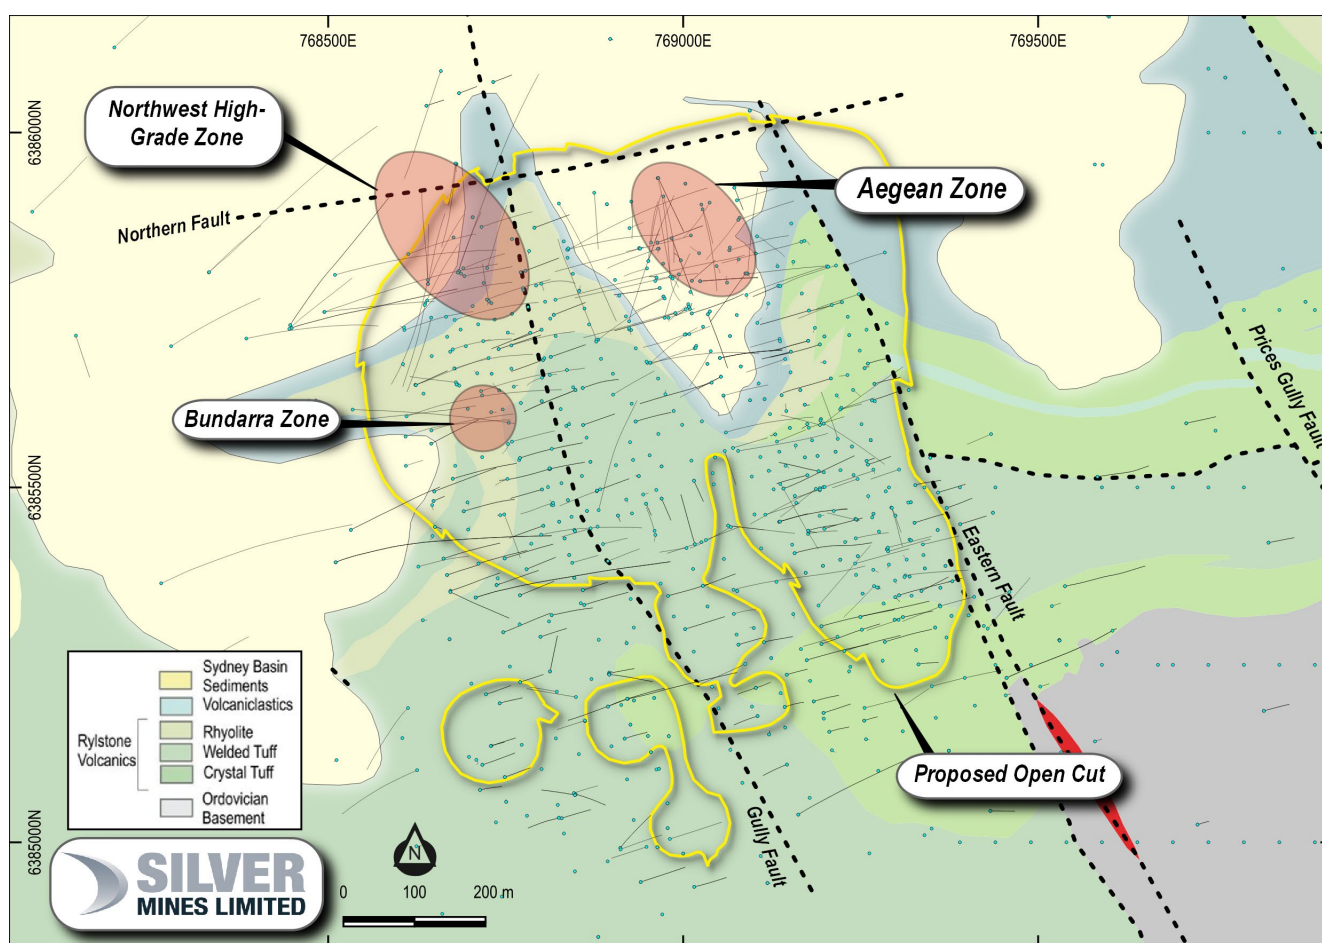 768500E
769000E
769500E
6386000N
6385500N
6385000N
Northwest High-
Grade Zone
Northern Fault
Aegean Zone
Bundarra Zone
Prices Gully Fault
Eastern Fault
Proposed Open Cut
Gully Fault
Sydney Basin
Sediments
Volcaniclastics
Rylstone
Volcanics
Rhyolite
Welded Tuff
Crystal Tuff
Ordovician
Basement
SILVER
MINES LIMITED
N
0 100 200 m